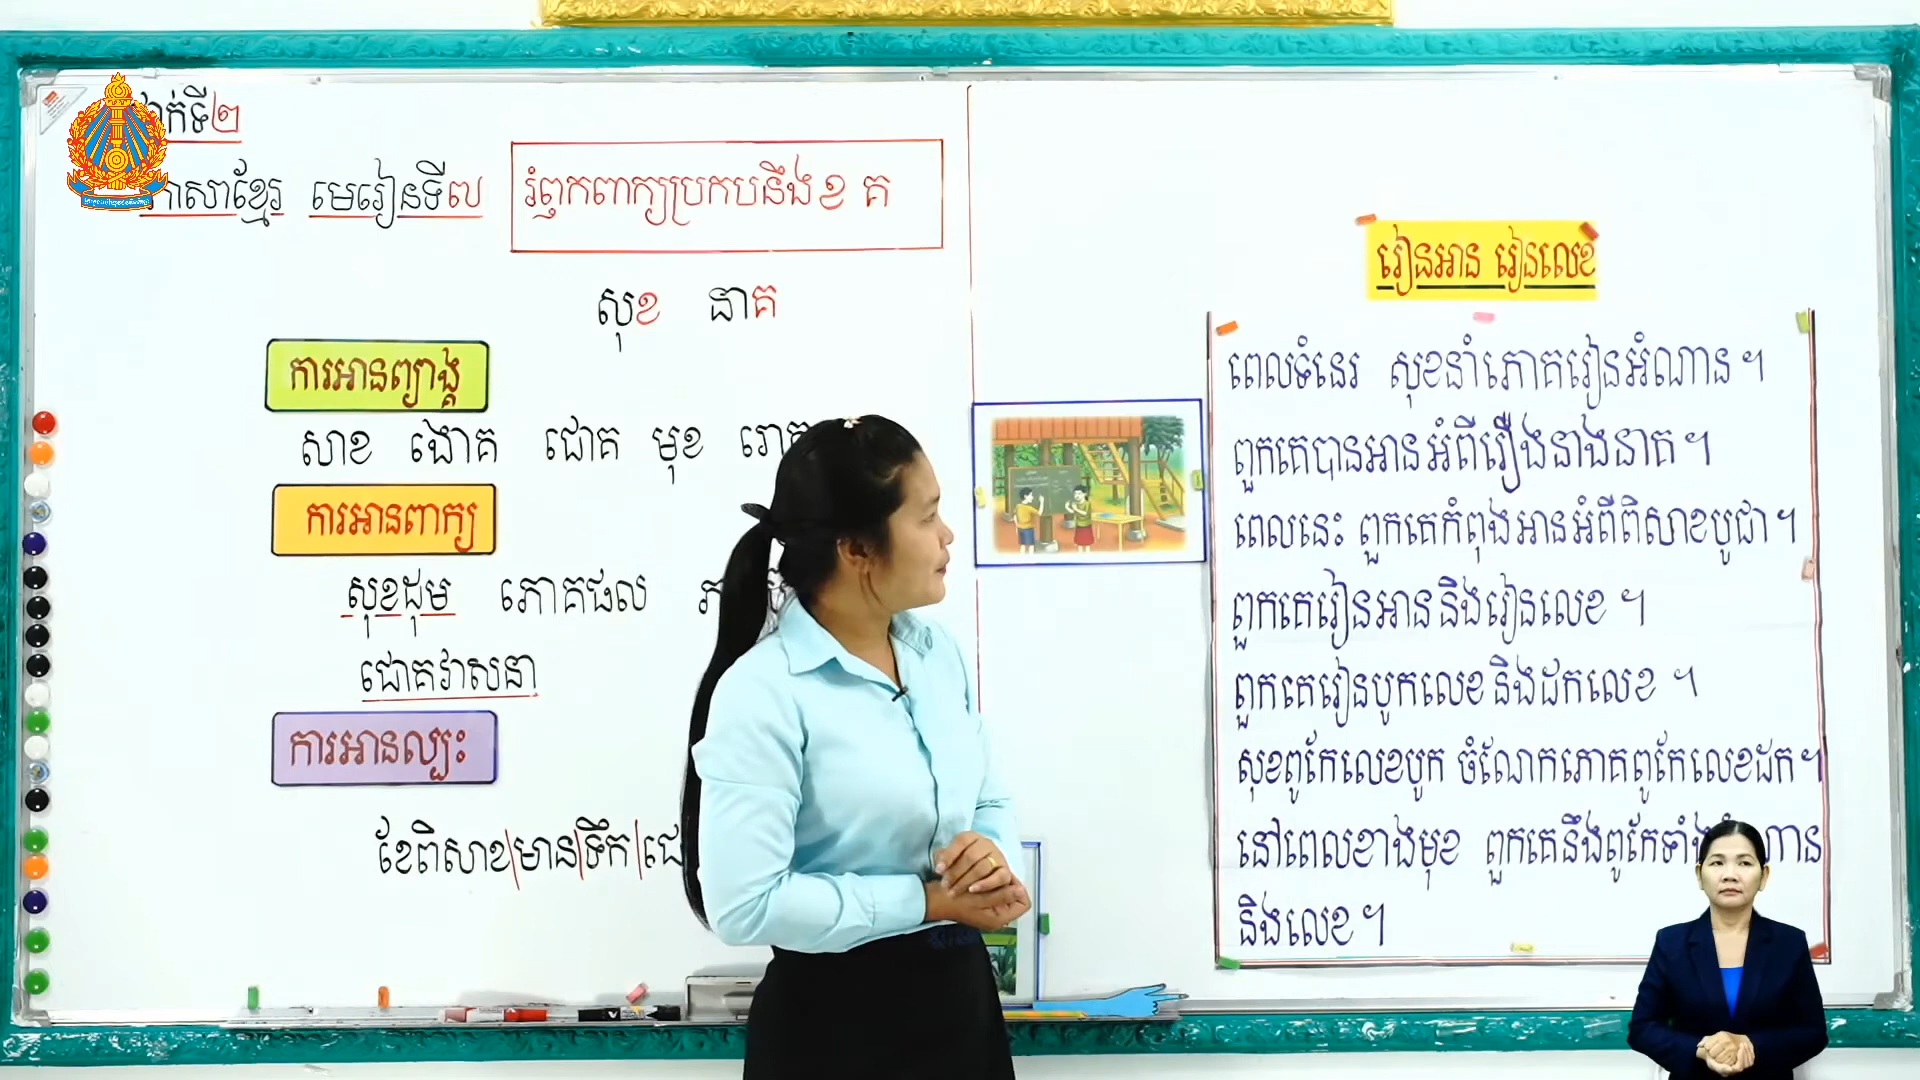 ទី២
ភាសាខ្មែរ មេរៀនទី៧
រំឭកពាក្យប្រកបនឹង ខ គ
សុខ នាគ
ការអានព្យាង្គ
សាខ ងោគ ជោគ មុខ រោគ
ការអានពាក្យ
សុខដុម ភោគផល
ជោគវាសនា
ការអានល្បះ
ខែពិសាខ|មាន|ទឹក|
រៀនអាន រៀនលេខ
ពេលទំនេរ សុខនាំភោគរៀនអំណាន។
ពួកគេបានអានអំពីរឿងនាងនាគ។
ពេលនេះ ពួកគេកំពុងអានអំពីពិសាខបូជា។
ពួកគេរៀនអាននិងរៀនលេខ ។
ពួកគេរៀនបូកលេខនិងដកលេខ ។
សុខពូកែលេខបូក ចំណែកភោគពូកែលេខដក។
នៅពេលខាងមុខ ពួកគេនឹងពូកែទាំងអំណាន
និងលេខ។